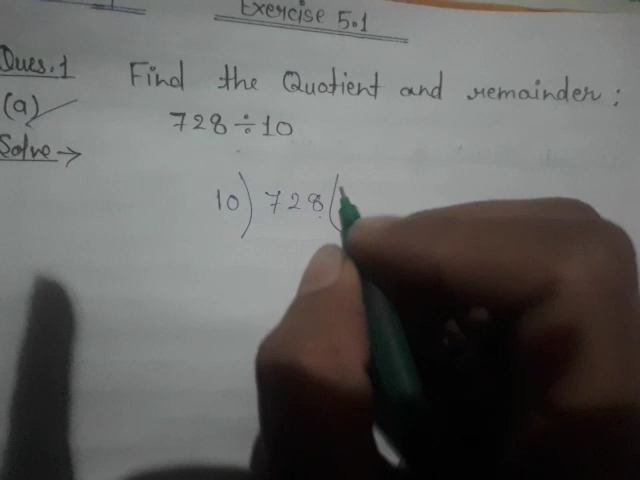 Exercise 5.1
Ques.1 Find the Quotient and remainder :
(a) 728÷10
Solve→
10) 728(